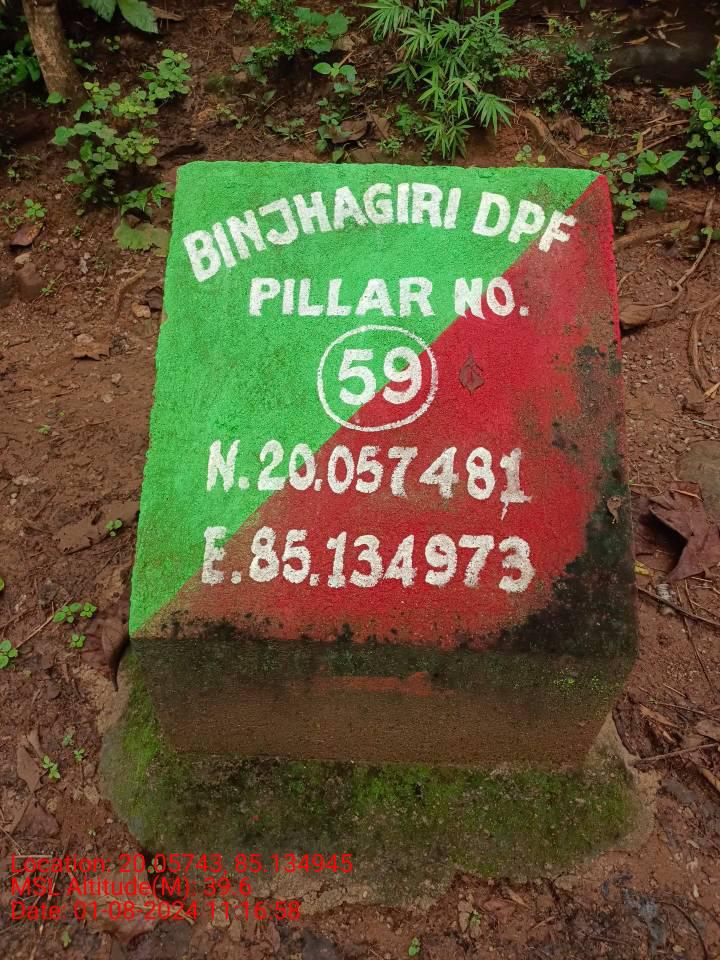 BINJHAGIRI DPF
PILLAR NO.
59
N.20.057481
E.85.134973
Location: 20.05743, 85.134945
MSL Altitude(M): 39.6
Date: 01-08-2024 11:16:58